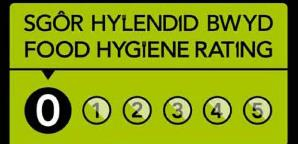 SGÔR HYLENDID BWYD
FOOD HYGIENE RATING
0 1 2 3 4 5